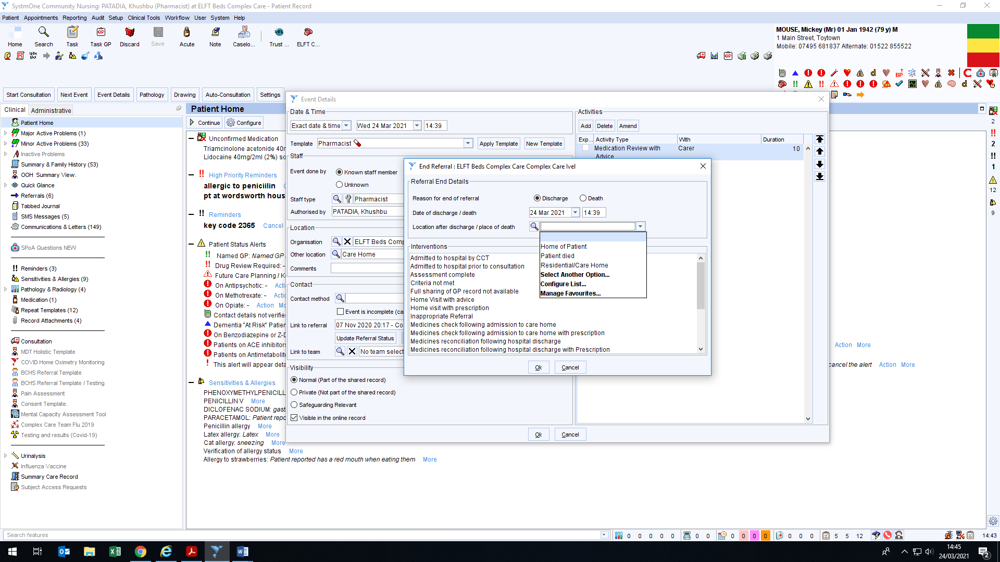 SystmOne Community Nursing: PATADIA, Khushbu (Pharmacist) at ELFT Beds Complex Care - Patient Record
Patient Appointments Reporting Audit Setup Clinical Tools Workflow User System Help
Home Search Task Task GP Discard Save Acute Note Caselo... Trust ... ELFT C...
MOUSE, Mickey (Mr) 01 Jan 1942 (79 y) M
1 Main Street, Toytown
Mobile: 07495 681837 Alternate: 01522 855522
Start Consultation Next Event Event Details Pathology Drawing Auto-Consultation Settings
Clinical Administrative
Patient Home
Major Active Problems (1)
Minor Active Problems (33)
Inactive Problems
Summary & Family History (53)
OOH Summary View.
Quick Glance
Referrals (6)
Tabbed Journal
SMS Messages (5)
Communications & Letters (149)
SPoA Questions NEW
Reminders (3)
Sensitivities & Allergies (9)
Pathology & Radiology (4)
Medication (1)
Repeat Templates (12)
Record Attachments (4)
Consultation
MDT Holistic Template
COVID Home Oximetry Monitoring
BCHS Referral Template
BCHS Referral Template / Testing
Pain Assessment
Consent Template.
Mental Capacity Assessment Tool
Complex Care Team Flu 2019
Testing and results (Covid-19)
Urinalysis
Influenza Vaccine
Summary Care Record
Subject Access Requests
Patient Home
Continue Configure
Unconfirmed Medication
Triamcinolone acetonide 40m
Lidocaine 40mg/2ml (2%) so
High Priority Reminders
allergic to peniciilin
pt at wordsworth hous
Reminders
key code 2365 Cancel
Patient Status Alerts
Named GP: Named GP
Drug Review Required: -
Future Care Planning / K
On Antipsychotic: - Acti
On Methotrexate: - Actic
On Opiate: - Action Mo
Contact details not verifie
Dementia "At Risk" Patien
On Benzodiazepine or Z-D
Patients on ACE inhibitors
Patients on Antimetabolite
This alert will appear deta
Action More
cancel the alert Action More
Sensitivities & Allergies
PHENOXYMETHYLPENICILL
PENICILLIN V More
DICLOFENAC SODIUM: gast
PARACETAMOL: Patient repo
Penicillin allergy More
Latex allergy: Latex More
Cat allergy: sneezing More
Verification of allergy status More
Allergy to strawberries: Patient reported has a red mouth when eating them More
Event Details
Date & Time
Exact date & time Wed 24 Mar 2021 14:39
Template Pharmacist Apply Template New Template
Staff
Event done by Known staff member
Unknown
Staff type Pharmacist
Authorised by PATADIA, Khushbu
Location
Organisation ELFT Beds Comp
Other location Care Home
Comments
Contact
Contact method
Event is incomplete (ca
Link to referral 07 Nov 2020 20:17 - Co
Update Referral Status
Link to team No team select
Visibility
Normal (Part of the shared record)
Private (Not part of the shared record)
Safeguarding Relevant
Visible in the online record
Ok Cancel
Activities
Add Delete Amend
Exp... Activity Type With Duration
Medication Review with Carer 10
Advice
End Referral : ELFT Beds Complex Care Complex Care Ivel
Referral End Details
Reason for end of referral Discharge Death
Date of discharge / death 24 Mar 2021 14:39
Location after discharge / place of death
Home of Patient
Patient died
Residential/Care Home
Select Another Option...
Configure List...
Manage Favourites...
Interventions
Admitted to hospital by CCT
Admitted to hospital prior to consultation
Assessment complete
Criteria not met
Full sharing of GP record not available
Home Visit with advice
Home visit with prescription
Inappropriate Referral
Medicines check following admission to care home
Medicines check following admission to care home with prescription
Medicines reconciliation following hospital discharge
Medicines reconciliation following hospital discharge with Prescription
Ok Cancel
2
2
1
12
9
Search features
0 0 0 0 0 0 0 0 0 0 0 0 0 0 5 5 12 14:43
14:45
24/03/2021
2